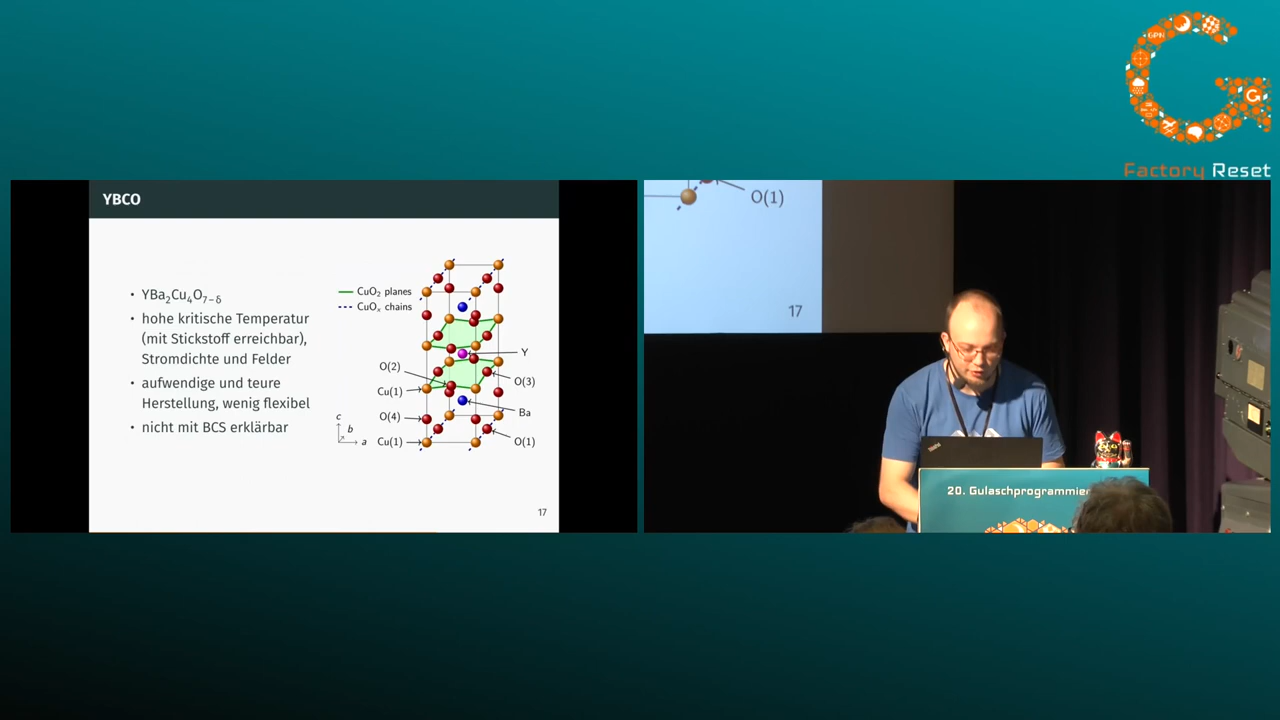 GPN
G
Factory Reset
YBCO
• YBa₂Cu₄O₇₋δ
• hohe kritische Temperatur
(mit Stickstoff erreichbar),
Stromdichte und Felder
• aufwendige und teure
Herstellung, wenig flexibel
• nicht mit BCS erklärbar
CuO₂ planes
CuOₓ chains
Y
O(2)
O(3)
Cu(1)
Ba
O(4)
c
b
a
Cu(1)
O(1)
17
O(1)
17
ThinkPad
20. Gulaschprogrammier